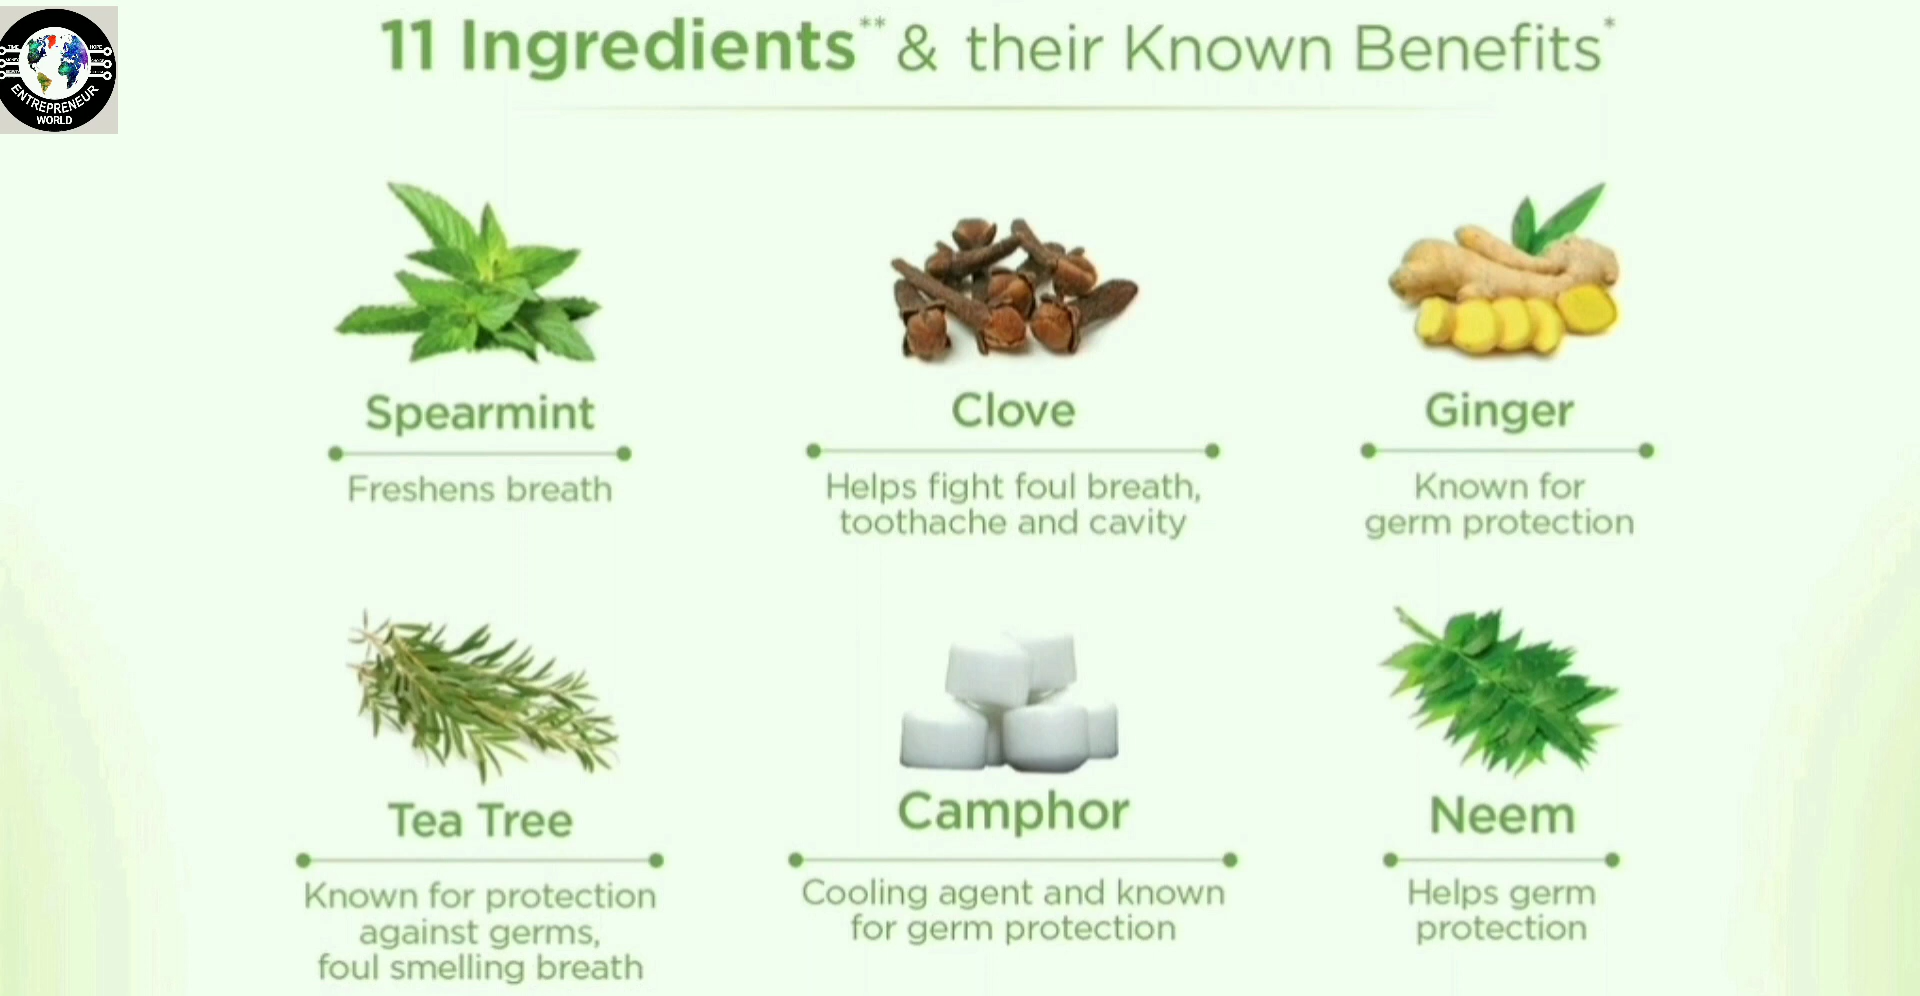 11 Ingredients** & their Known Benefits*
ENTREPRENEUR
WORLD
Spearmint
Freshens breath
Clove
Helps fight foul breath,
toothache and cavity
Ginger
Known for
germ protection
Tea Tree
Known for protection
against germs,
foul smelling breath
Camphor
Cooling agent and known
for germ protection
Neem
Helps germ
protection